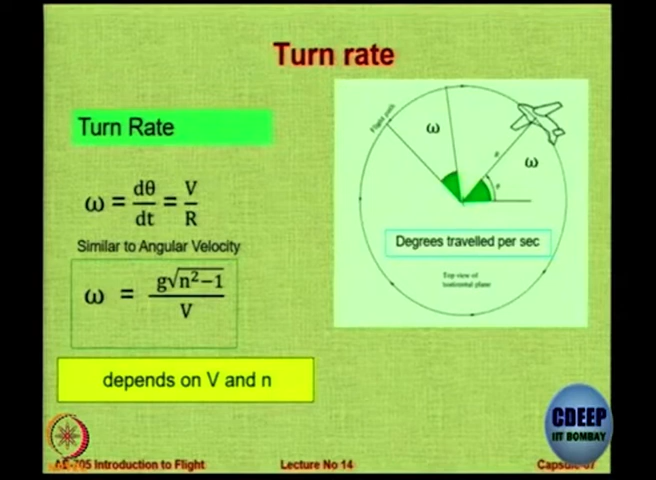 Turn rate
Turn Rate
ω = dθ/dt = V/R
Similar to Angular Velocity
ω = g√n²−1/V
depends on V and n
Flight path
ω
R
ω
θ
Degrees travelled per sec
Top view of
horizontal plane
CDEEP
IIT BOMBAY
AE-705 Introduction to Flight
Lecture No 14
Capsule-07